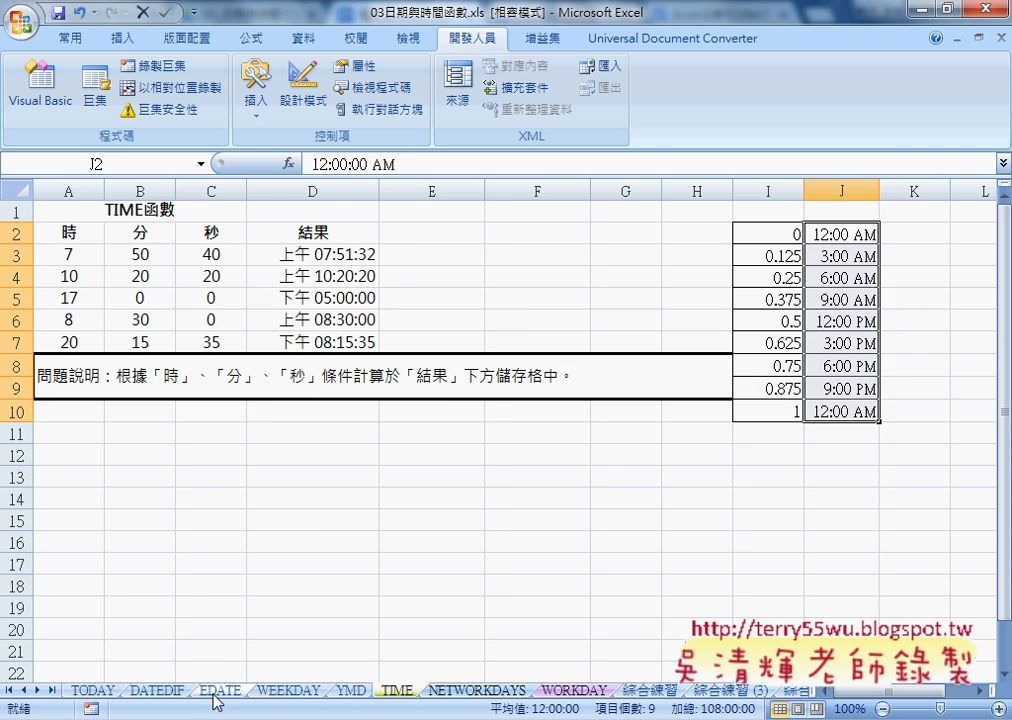 03日期與時間函數.xls [相容模式] - Microsoft Excel
常用 插入 版面配置 公式 資料 校閱 檢視 開發人員 增益集 Universal Document Converter
Visual Basic 巨集 錄製巨集 以相對位置錄製 巨集安全性 程式碼
插入 設計模式 屬性 檢視程式碼 執行對話方塊 控制項
來源 對應內容 擴充套件 重新整理資料 匯入 匯出 XML
J2 fx 12:00:00 AM
A B C D E F G H I J K L
1 TIME函數
2 時 分 秒 結果 0 12:00 AM
3 7 50 40 上午 07:51:32 0.125 3:00 AM
4 10 20 20 上午 10:20:20 0.25 6:00 AM
5 17 0 0 下午 05:00:00 0.375 9:00 AM
6 8 30 0 上午 08:30:00 0.5 12:00 PM
7 20 15 35 下午 08:15:35 0.625 3:00 PM
8 0.75 6:00 PM
問題說明：根據「時」、「分」、「秒」條件計算於「結果」下方儲存格中。
9 0.875 9:00 PM
10 1 12:00 AM
11
12
13
14
15
16
17
18
19
20
21
22
http://terry55wu.blogspot.tw
吳清輝老師錄製
TODAY DATEDIF EDATE WEEKDAY YMD TIME NETWORKDAYS WORKDAY 綜合練習 綜合練習 (3) 綜合
就緒 平均值: 12:00:00 項目個數: 9 加總: 108:00:00 100%